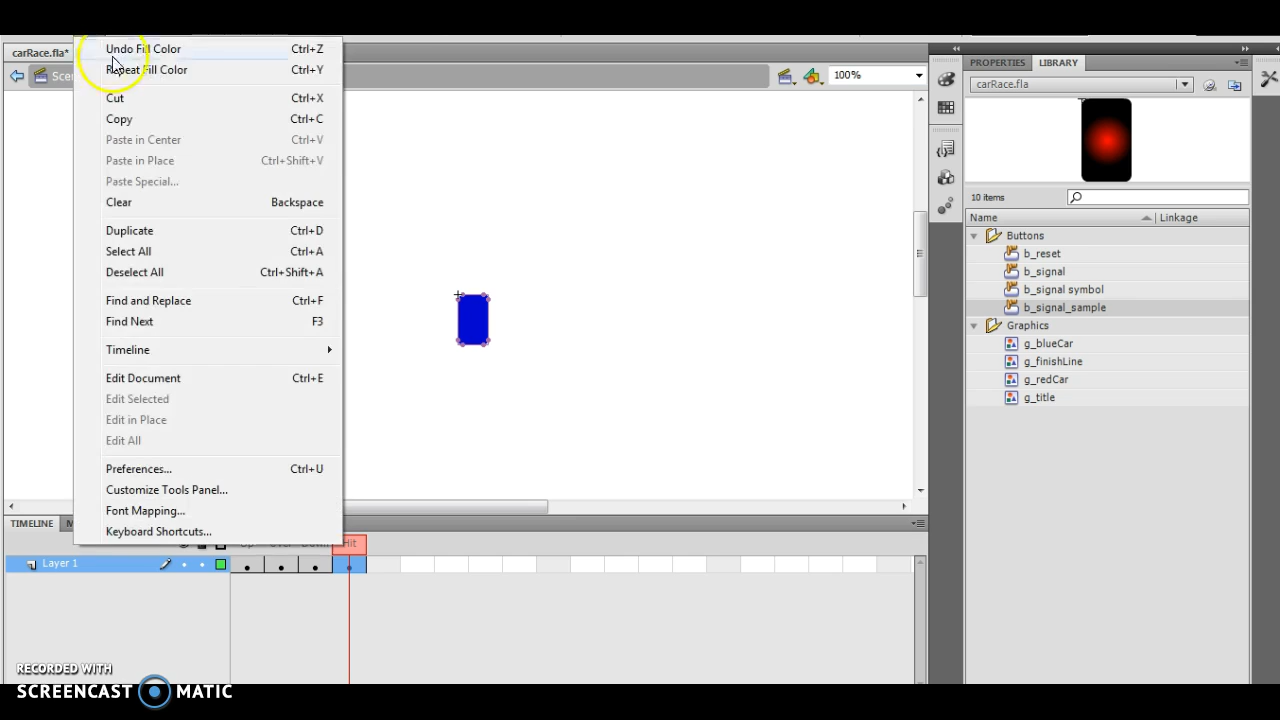 carRace.fla*
Undo Fill Color Ctrl+Z
Repeat Fill Color Ctrl+Y
Cut Ctrl+X
Copy Ctrl+C
Paste in Center Ctrl+V
Paste in Place Ctrl+Shift+V
Paste Special...
Clear Backspace
Duplicate Ctrl+D
Select All Ctrl+A
Deselect All Ctrl+Shift+A
Find and Replace Ctrl+F
Find Next F3
Timeline
Edit Document Ctrl+E
Edit Selected
Edit in Place
Edit All
Preferences... Ctrl+U
Customize Tools Panel...
Font Mapping...
Keyboard Shortcuts...
100%
PROPERTIES LIBRARY
carRace.fla
10 items
Name Linkage
Buttons
b_reset
b_signal
b_signal symbol
b_signal_sample
Graphics
g_blueCar
g_finishLine
g_redCar
g_title
TIMELINE
Hit
Layer 1
RECORDED WITH
SCREENCAST MATIC